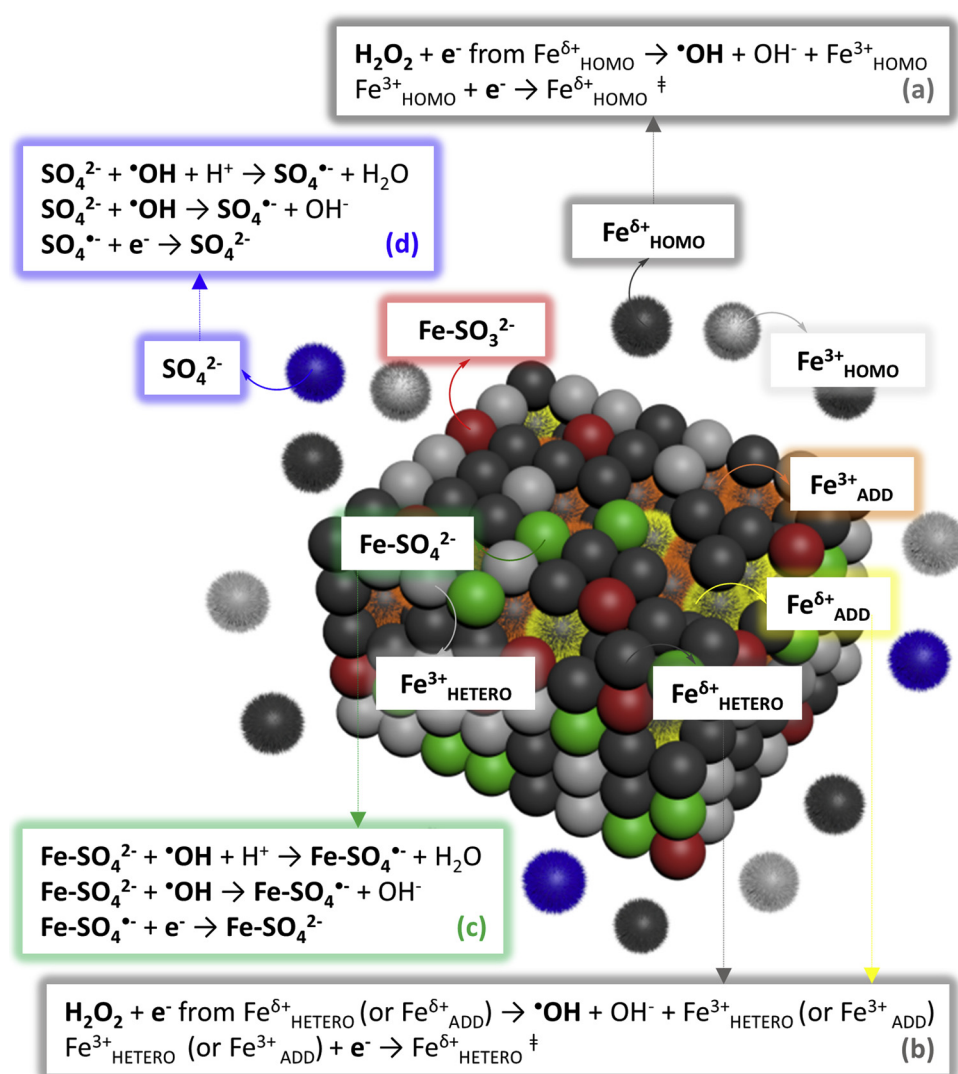 H₂O₂ + e⁻ from Fe^δ+_HOMO → •OH + OH⁻ + Fe³⁺_HOMO
Fe³⁺_HOMO + e⁻ → Fe^δ+_HOMO ‡
(a)
SO₄²⁻ + •OH + H⁺ → SO₄•⁻ + H₂O
SO₄²⁻ + •OH → SO₄•⁻ + OH⁻
SO₄•⁻ + e⁻ → SO₄²⁻ (d)
Fe^δ+_HOMO
Fe-SO₃²⁻
SO₄²⁻
Fe³⁺_HOMO
Fe³⁺_ADD
Fe-SO₄²⁻
Fe^δ+_ADD
Fe³⁺_HETERO
Fe^δ+_HETERO
Fe-SO₄²⁻ + •OH + H⁺ → Fe-SO₄•⁻ + H₂O
Fe-SO₄²⁻ + •OH → Fe-SO₄•⁻ + OH⁻
Fe-SO₄•⁻ + e⁻ → Fe-SO₄²⁻ (c)
H₂O₂ + e⁻ from Fe^δ+_HETERO (or Fe^δ+_ADD) → •OH + OH⁻ + Fe³⁺_HETERO (or Fe³⁺_ADD)
Fe³⁺_HETERO (or Fe³⁺_ADD) + e⁻ → Fe^δ+_HETERO ‡ (b)